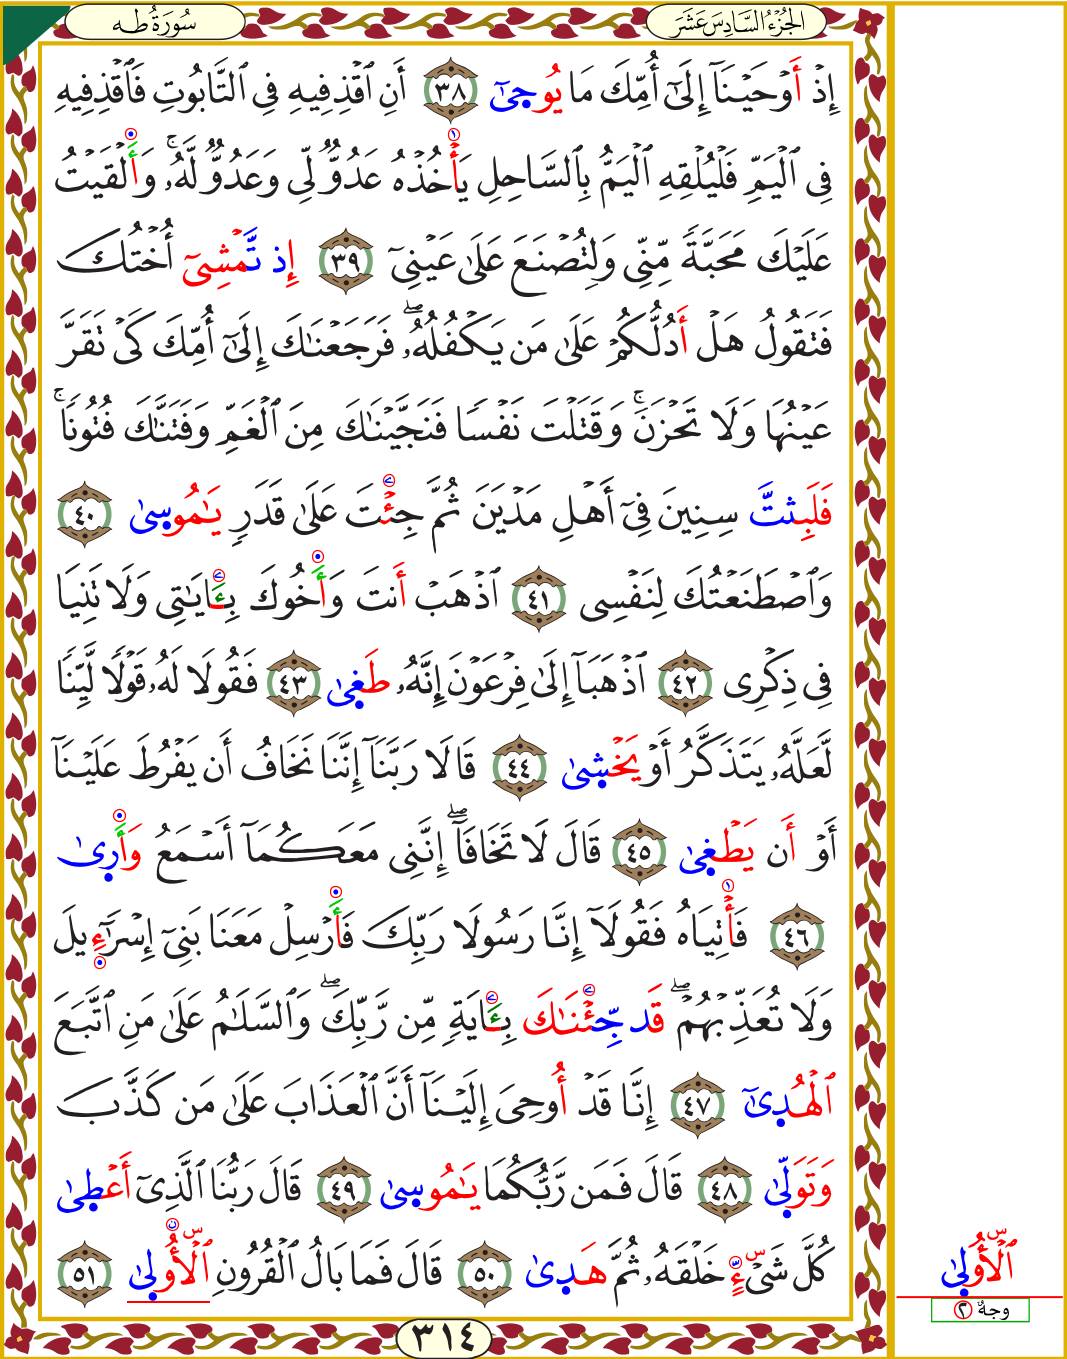 سُورَةُ طه
الجُزْءُ السَّادِسَ عَشَرَ
إِذْ أَوْحَيْنَآ إِلَىٰٓ أُمِّكَ مَا يُوحَىٰٓ ٣٨ أَنِ ٱقْذِفِيهِ فِى ٱلتَّابُوتِ فَٱقْذِفِيهِ
فِى ٱلْيَمِّ فَلْيُلْقِهِ ٱلْيَمُّ بِٱلسَّاحِلِ يَأْخُذْهُ عَدُوٌّ لِّى وَعَدُوٌّ لَّهُۥ ۚ وَأَلْقَيْتُ
عَلَيْكَ مَحَبَّةً مِّنِّى وَلِتُصْنَعَ عَلَىٰ عَيْنِىٓ ٣٩ إِذ تَّمْشِىٓ أُخْتُكَ
فَتَقُولُ هَلْ أَدُلُّكُمْ عَلَىٰ مَن يَكْفُلُهُۥ ۖ فَرَجَعْنَـٰكَ إِلَىٰٓ أُمِّكَ كَىْ تَقَرَّ
عَيْنُهَا وَلَا تَحْزَنَ ۚ وَقَتَلْتَ نَفْسًا فَنَجَّيْنَـٰكَ مِنَ ٱلْغَمِّ وَفَتَنَّـٰكَ فُتُونًا ۚ
فَلَبِثتَّ سِنِينَ فِىٓ أَهْلِ مَدْيَنَ ثُمَّ جِئْتَ عَلَىٰ قَدَرٍ يَـٰمُوسَىٰ ٤٠
وَٱصْطَنَعْتُكَ لِنَفْسِى ٤١ ٱذْهَبْ أَنتَ وَأَخُوكَ بِـَٔايَـٰتِى وَلَا تَنِيَا
فِى ذِكْرِى ٤٢ ٱذْهَبَآ إِلَىٰ فِرْعَوْنَ إِنَّهُۥ طَغَىٰ ٤٣ فَقُولَا لَهُۥ قَوْلًا لَّيِّنًا
لَّعَلَّهُۥ يَتَذَكَّرُ أَوْ يَخْشَىٰ ٤٤ قَالَا رَبَّنَآ إِنَّنَا نَخَافُ أَن يَفْرُطَ عَلَيْنَآ
أَوْ أَن يَطْغَىٰ ٤٥ قَالَ لَا تَخَافَآ ۖ إِنَّنِى مَعَكُمَآ أَسْمَعُ وَأَرَىٰ
٤٦ فَأْتِيَاهُ فَقُولَآ إِنَّا رَسُولَا رَبِّكَ فَأَرْسِلْ مَعَنَا بَنِىٓ إِسْرَٰٓءِيلَ
وَلَا تُعَذِّبْهُمْ ۖ قَد جِّئْنَـٰكَ بِـَٔايَةٍ مِّن رَّبِّكَ ۖ وَٱلسَّلَـٰمُ عَلَىٰ مَنِ ٱتَّبَعَ
ٱلْهُدَىٰٓ ٤٧ إِنَّا قَدْ أُوحِىَ إِلَيْنَآ أَنَّ ٱلْعَذَابَ عَلَىٰ مَن كَذَّبَ
وَتَوَلَّىٰ ٤٨ قَالَ فَمَن رَّبُّكُمَا يَـٰمُوسَىٰ ٤٩ قَالَ رَبُّنَا ٱلَّذِىٓ أَعْطَىٰ
كُلَّ شَىْءٍ خَلْقَهُۥ ثُمَّ هَدَىٰ ٥٠ قَالَ فَمَا بَالُ ٱلْقُرُونِ ٱلْأُولَىٰ ٥١
ٱلْأُولَىٰ
وجهٌ ٢
٣١٤